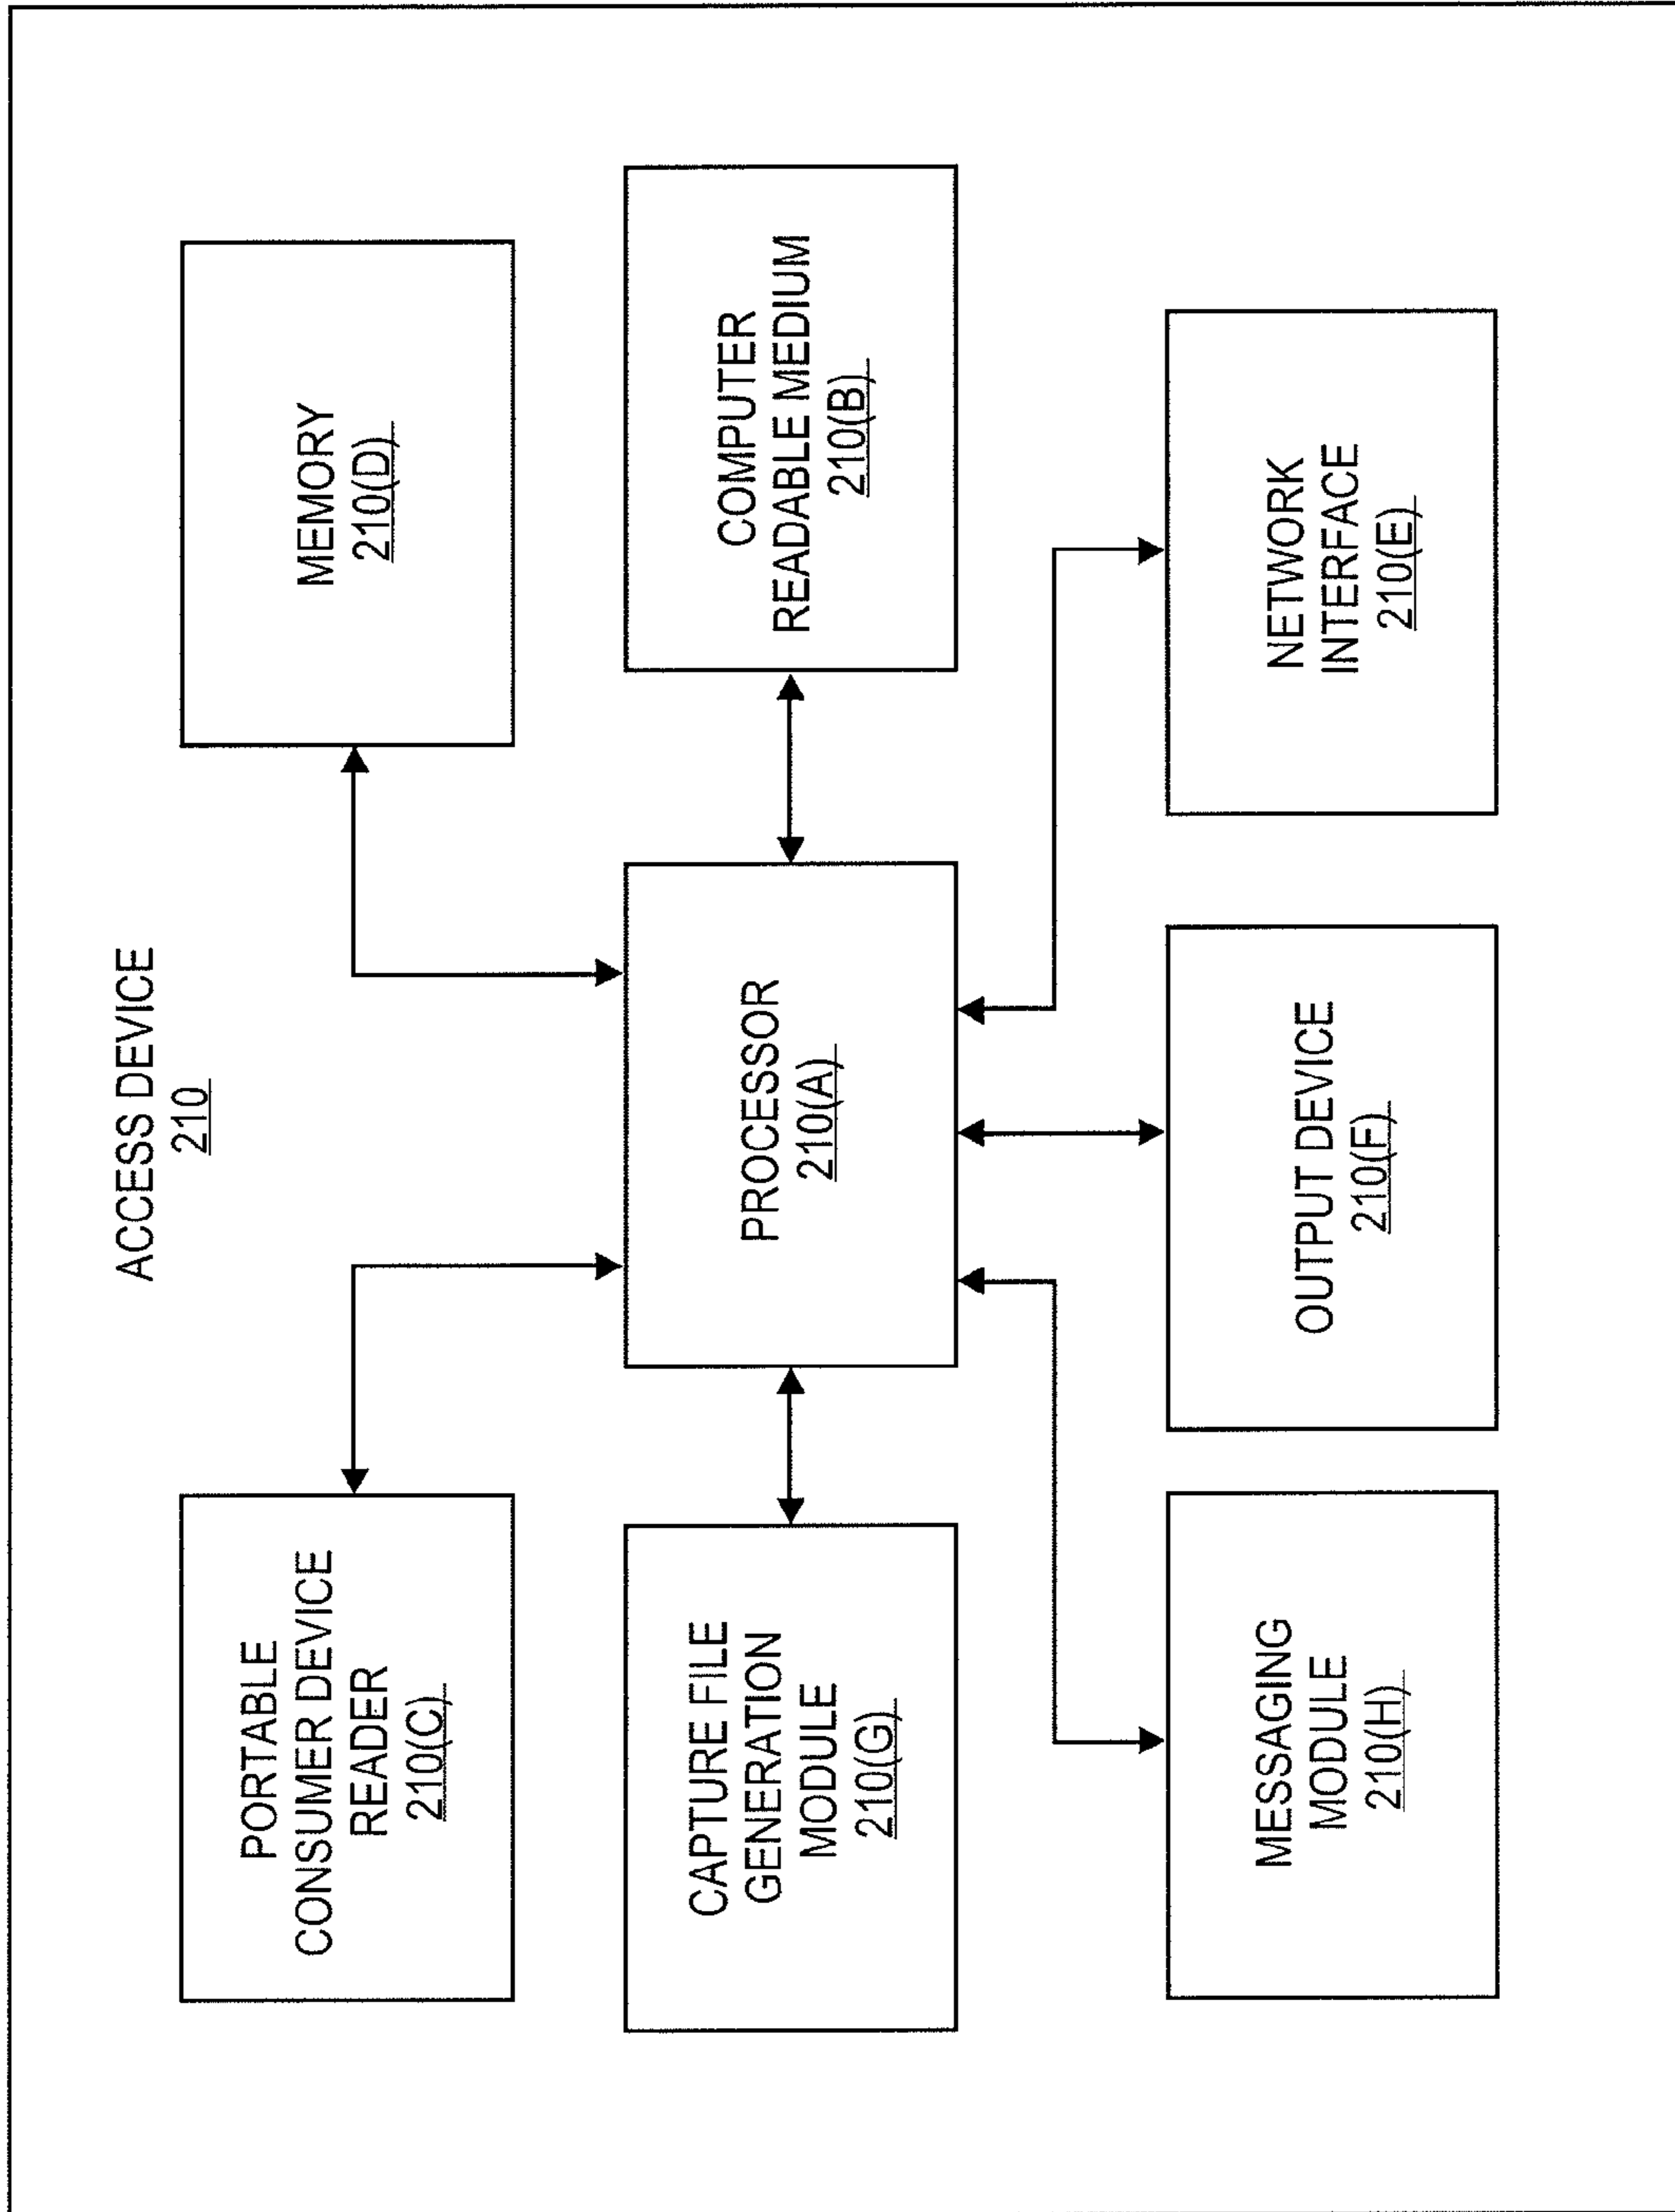 ACCESS DEVICE
210
PORTABLE
CONSUMER DEVICE
READER
210(C)
MEMORY
210(D)
CAPTURE FILE
GENERATION
MODULE
210(G)
PROCESSOR
210(A)
COMPUTER
READABLE MEDIUM
210(B)
MESSAGING
MODULE
210(H)
OUTPUT DEVICE
210(F)
NETWORK
INTERFACE
210(E)